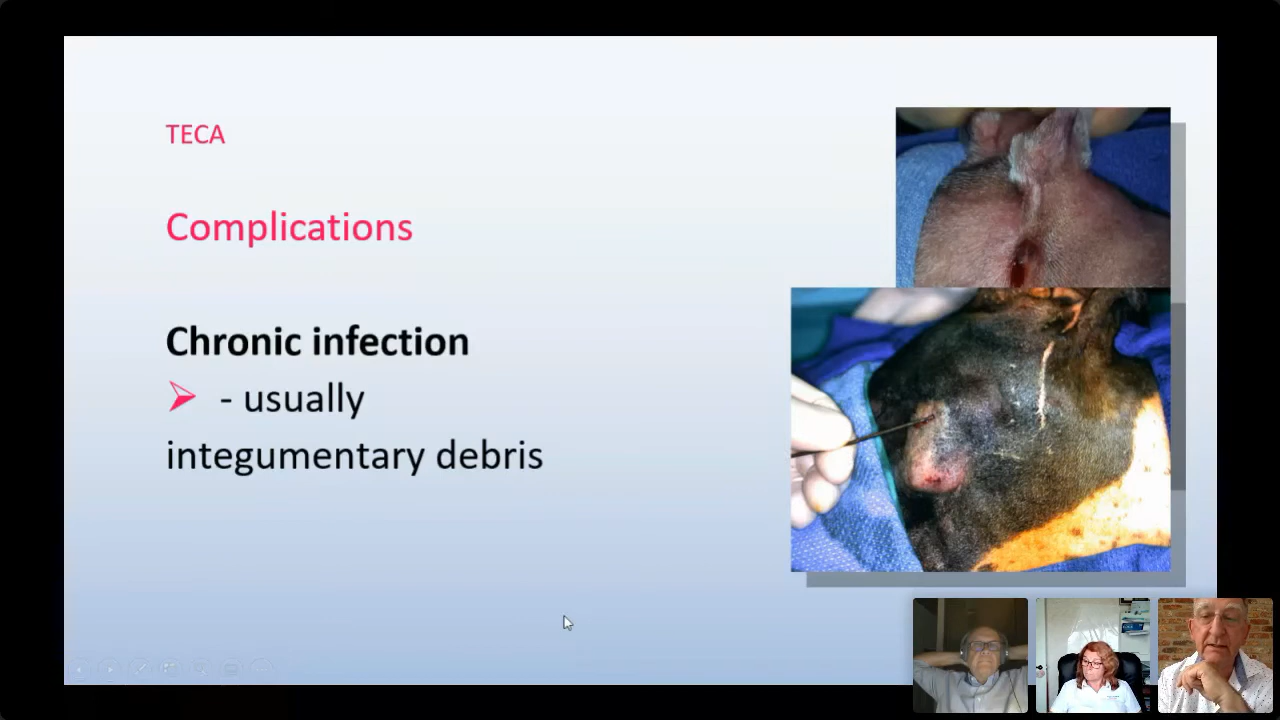 TECA
Complications
Chronic infection
- usually
integumentary debris